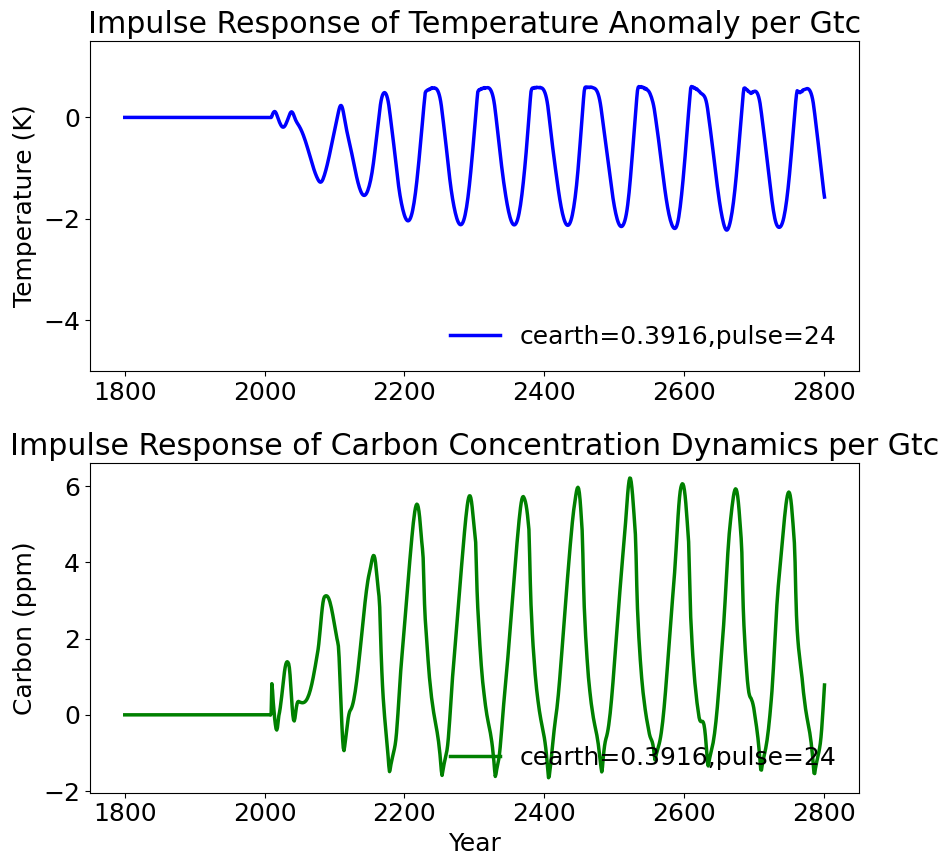 Impulse Response of Temperature Anomaly per Gtc
Temperature (K)
0
−2
−4
cearth=0.3916,pulse=24
1800 2000 2200 2400 2600 2800
Impulse Response of Carbon Concentration Dynamics per Gtc
Carbon (ppm)
6
4
2
0
−2
cearth=0.3916,pulse=24
1800 2000 2200 2400 2600 2800
Year